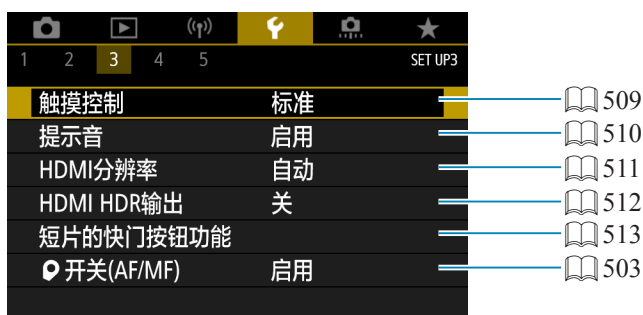 1 2 3 4 5 SET UP3
触摸控制 标准 509
提示音 启用 510
HDMI分辨率 自动 511
HDMI HDR输出 关 512
短片的快门按钮功能 513
开关(AF/MF) 启用 503